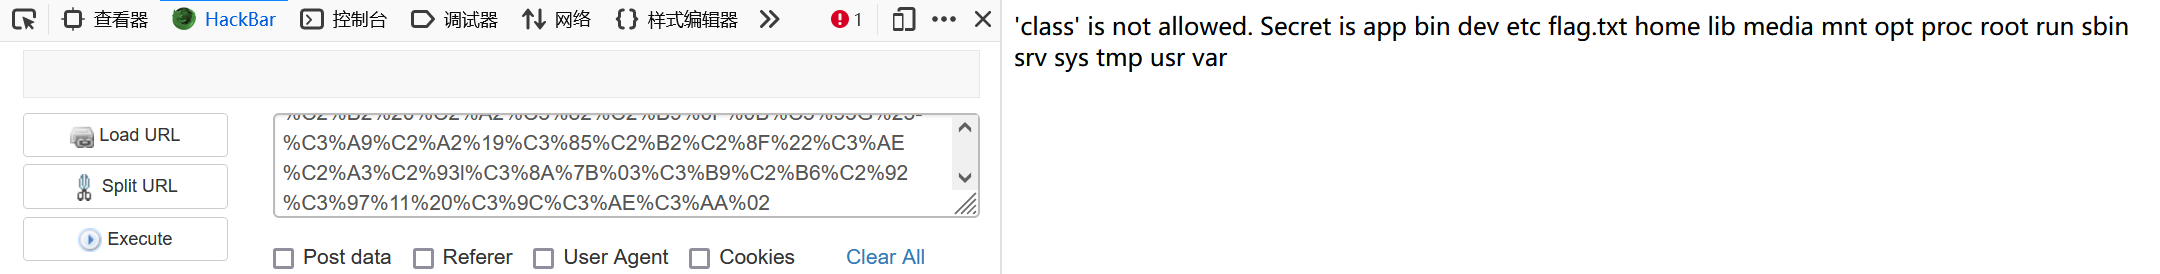 查看器 HackBar 控制台 调试器 网络 样式编辑器 1
Load URL
Split URL
Execute
%C3%A9%C2%A2%19%C3%85%C2%B2%C2%8F%22%C3%AE
%C2%A3%C2%93l%C3%8A%7B%03%C3%B9%C2%B6%C2%92
%C3%97%11%20%C3%9C%C3%AE%C3%AA%02
Post data Referer User Agent Cookies Clear All
'class' is not allowed. Secret is app bin dev etc flag.txt home lib media mnt opt proc root run sbin
srv sys tmp usr var